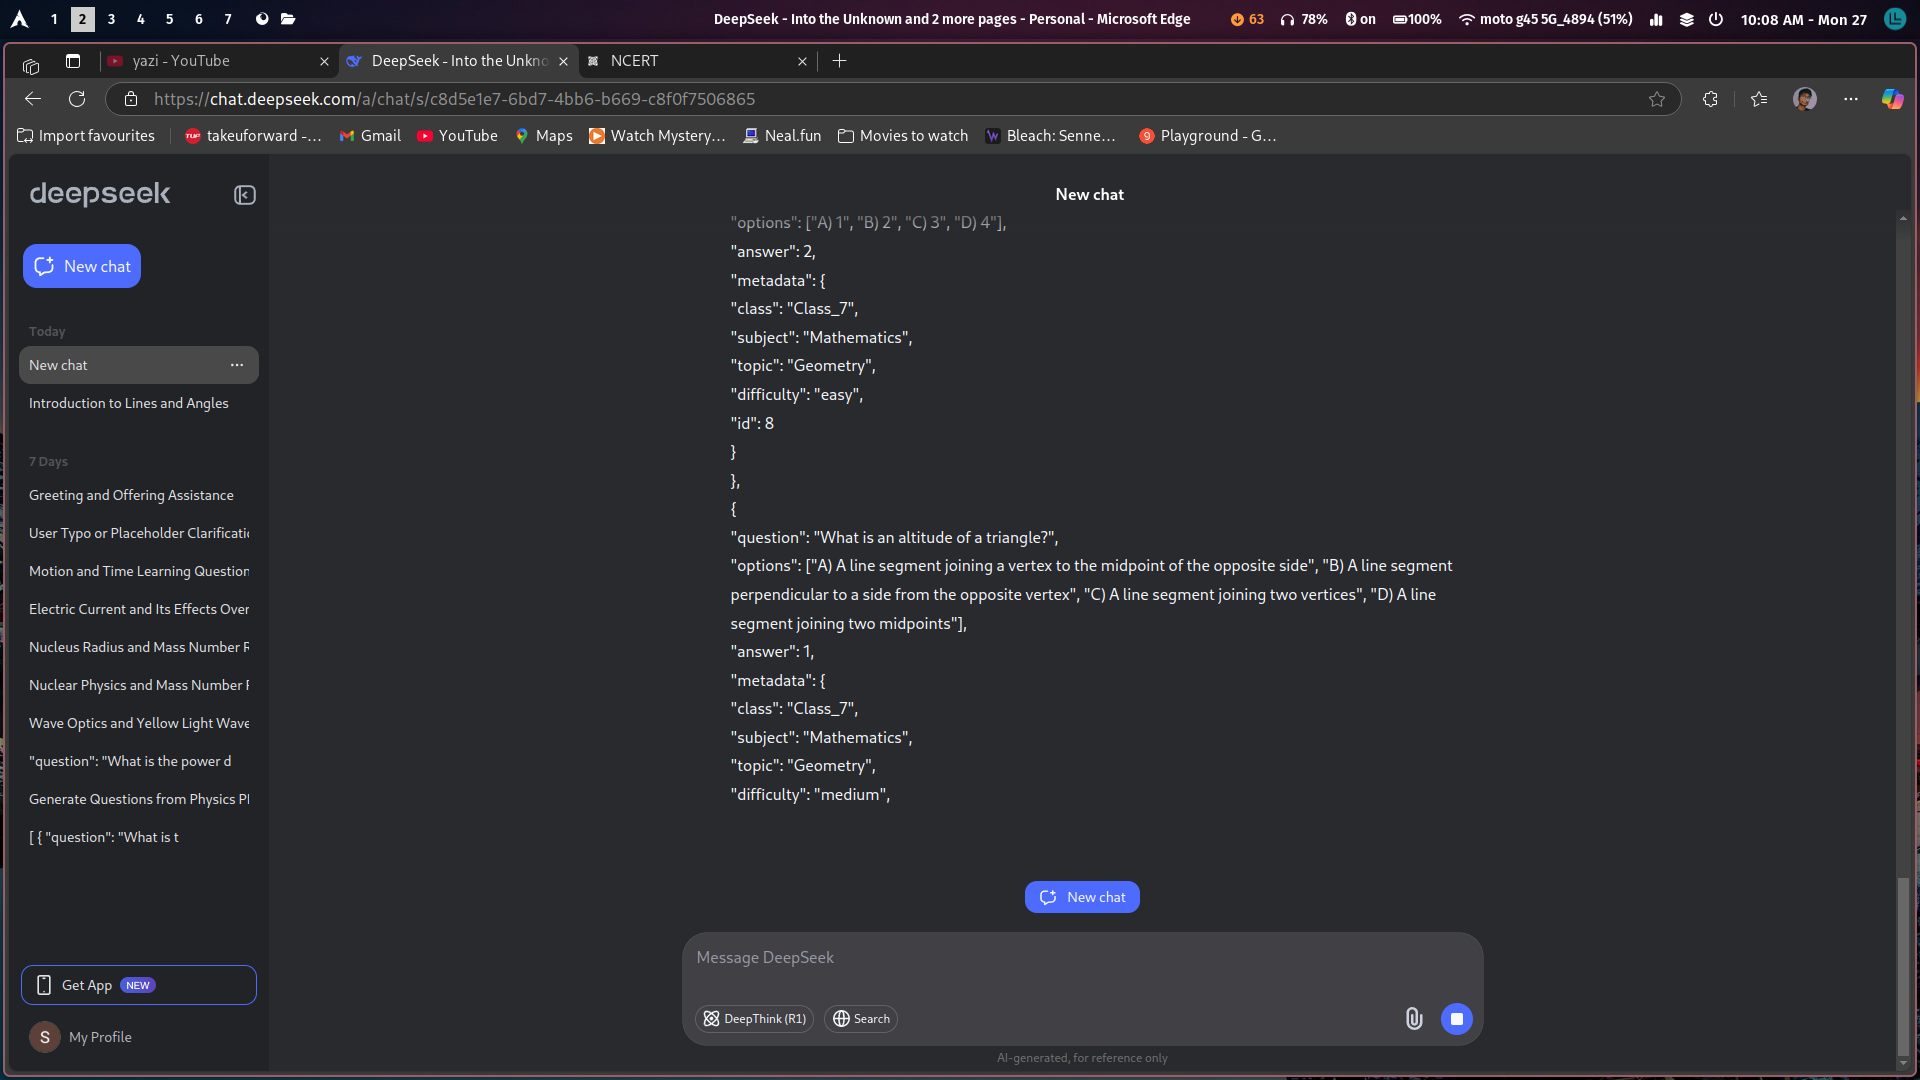 1 2 3 4 5 6 7
DeepSeek - Into the Unknown and 2 more pages - Personal - Microsoft Edge
63 78% on 100% moto g45 5G_4894 (51%) 10:08 AM - Mon 27
yazi - YouTube
DeepSeek - Into the Unkno
NCERT
https://chat.deepseek.com/a/chat/s/c8d5e1e7-6bd7-4bb6-b669-c8f0f7506865
Import favourites
takeuforward -...
Gmail
YouTube
Maps
Watch Mystery...
Neal.fun
Movies to watch
Bleach: Senne...
Playground - G...
deepseek
New chat
Today
New chat
Introduction to Lines and Angles
7 Days
Greeting and Offering Assistance
User Typo or Placeholder Clarificatio
Motion and Time Learning Question
Electric Current and Its Effects Over
Nucleus Radius and Mass Number R
Nuclear Physics and Mass Number F
Wave Optics and Yellow Light Wave
"question": "What is the power d
Generate Questions from Physics Pl
[ { "question": "What is t
Get App NEW
S My Profile
New chat
"options": ["A) 1", "B) 2", "C) 3", "D) 4"],
"answer": 2,
"metadata": {
"class": "Class_7",
"subject": "Mathematics",
"topic": "Geometry",
"difficulty": "easy",
"id": 8
}
},
{
"question": "What is an altitude of a triangle?",
"options": ["A) A line segment joining a vertex to the midpoint of the opposite side", "B) A line segment
perpendicular to a side from the opposite vertex", "C) A line segment joining two vertices", "D) A line
segment joining two midpoints"],
"answer": 1,
"metadata": {
"class": "Class_7",
"subject": "Mathematics",
"topic": "Geometry",
"difficulty": "medium",
New chat
Message DeepSeek
DeepThink (R1)
Search
AI-generated, for reference only